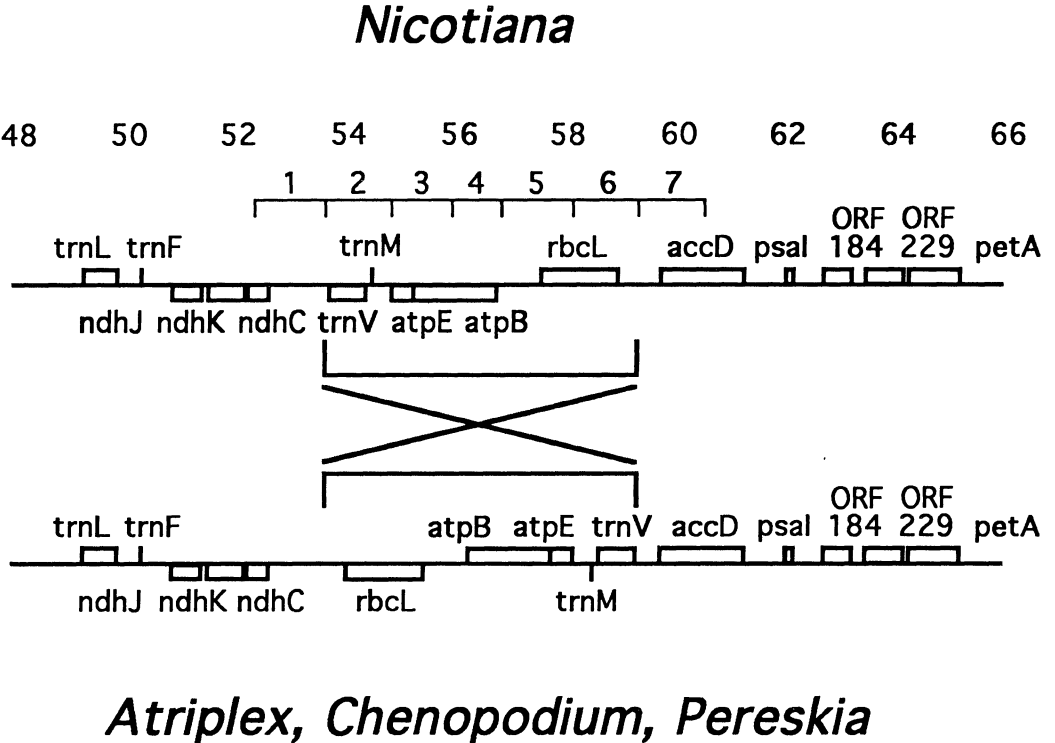 Nicotiana
48 50 52 54 56 58 60 62 64 66
1 2 3 4 5 6 7
ORF ORF
trnL trnF trnM rbcL accD psaI 184 229 petA
ndhJ ndhK ndhC trnV atpE atpB
ORF ORF
trnL trnF atpB atpE trnV accD psaI 184 229 petA
ndhJ ndhK ndhC rbcL trnM
Atriplex, Chenopodium, Pereskia